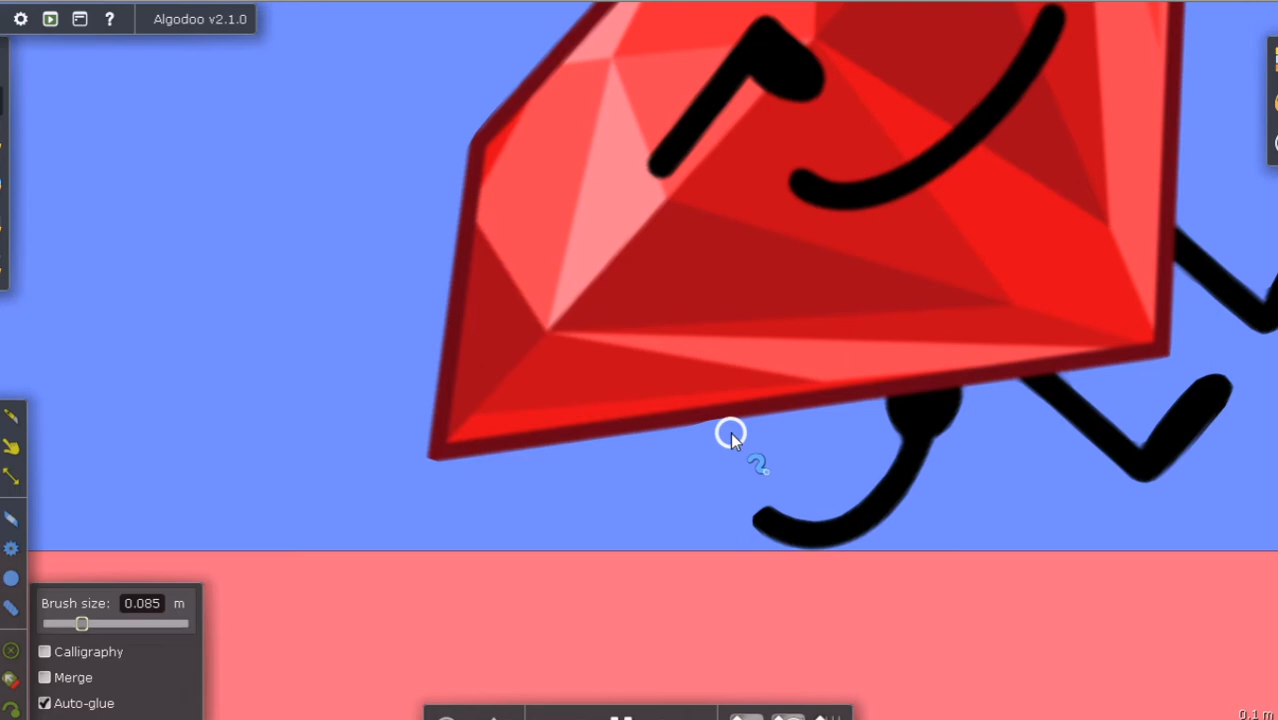 ? Algodoo v2.1.0
?
Brush size: 0.085 m
Calligraphy
Merge
Auto-glue
0.1 m